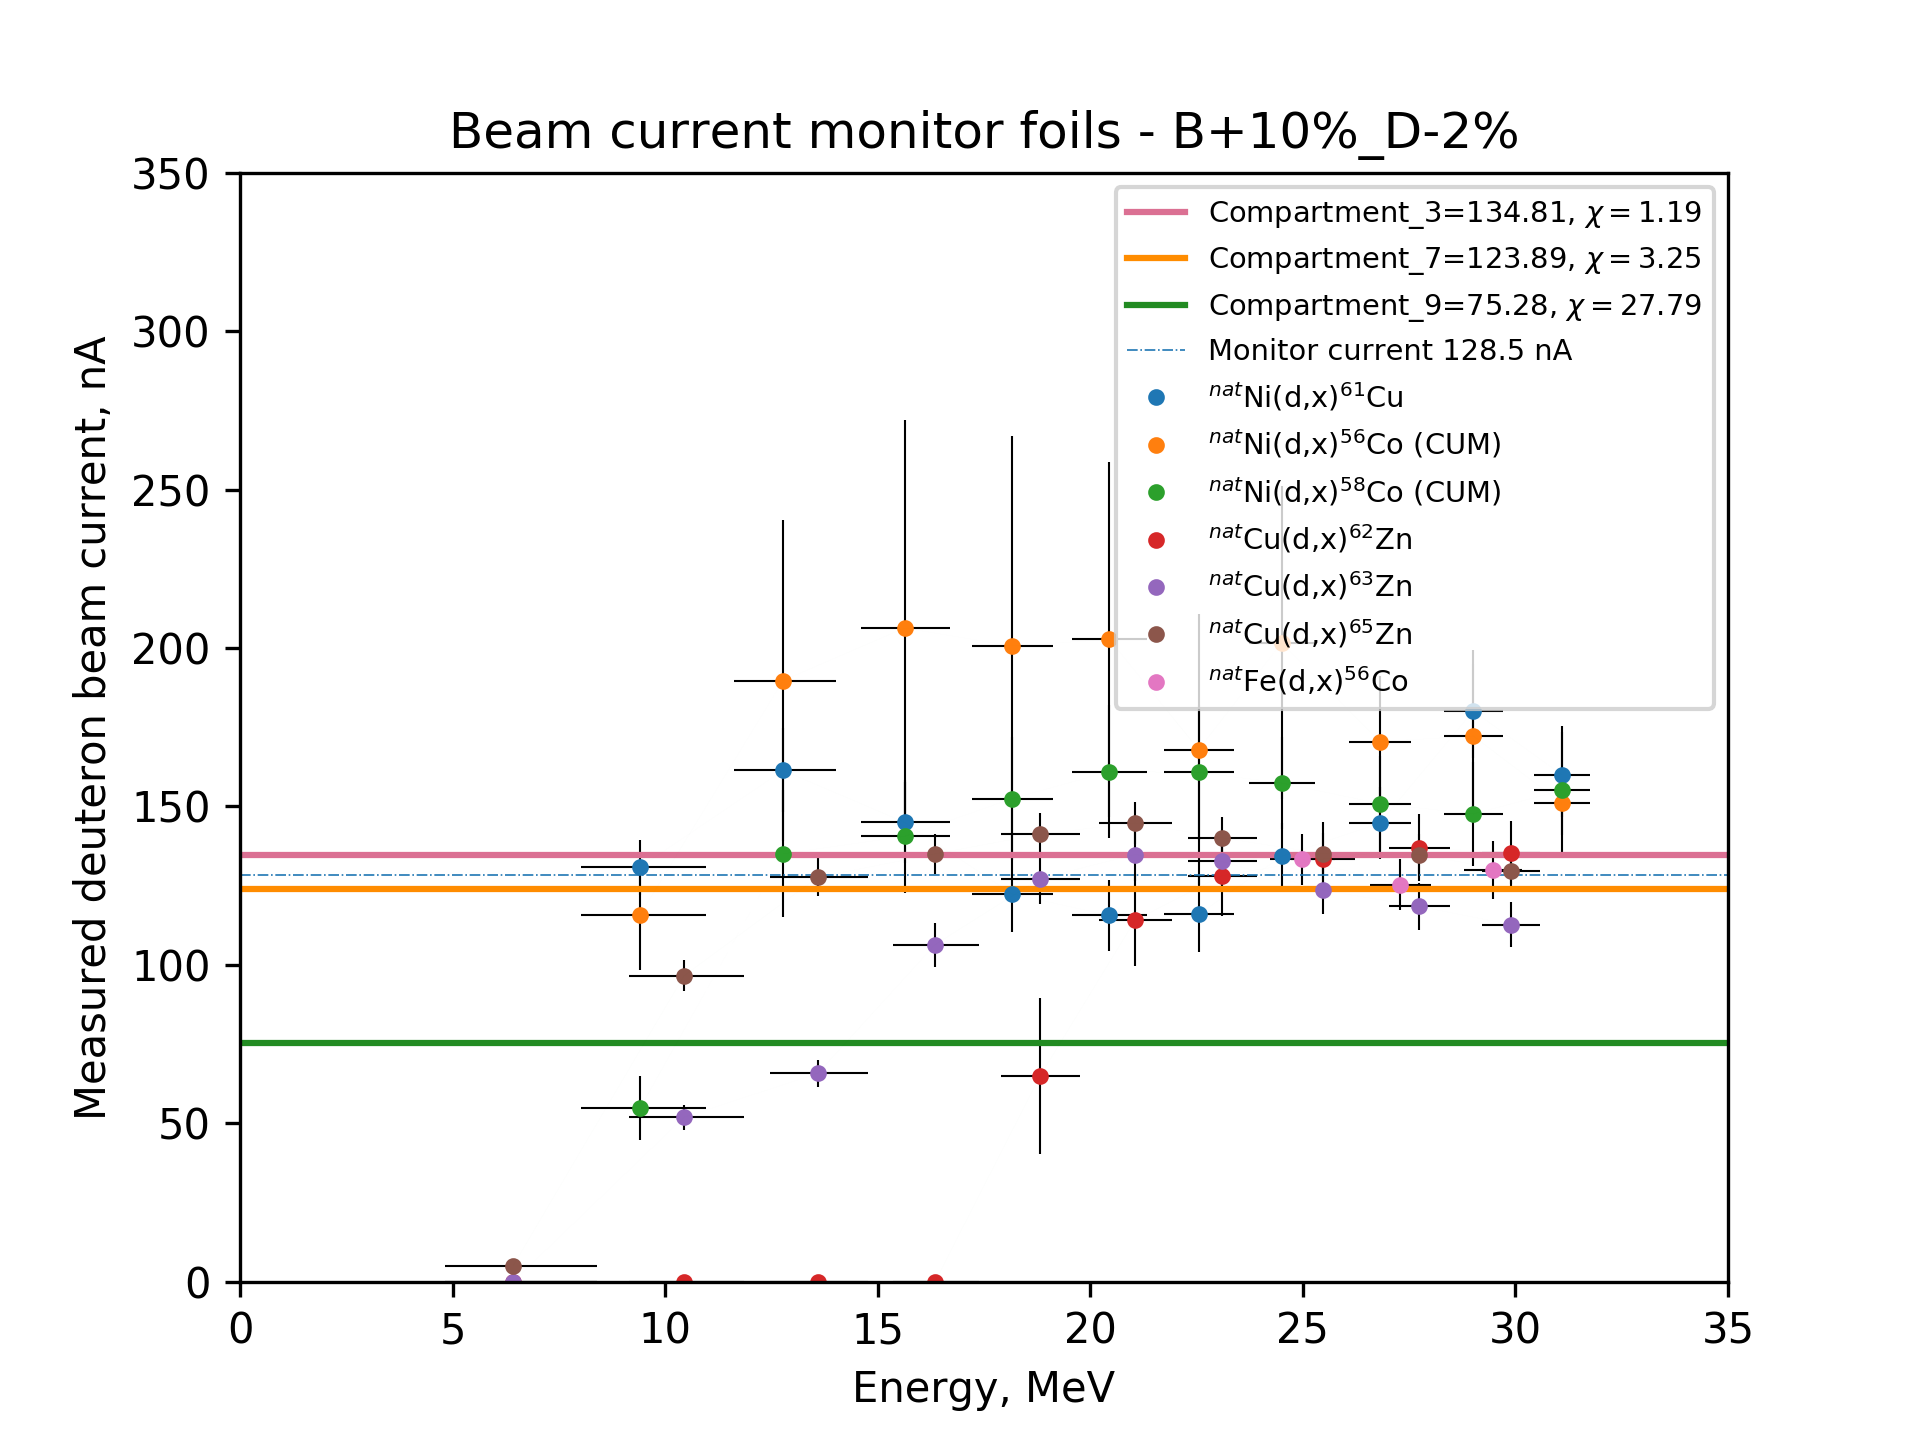 Beam current monitor foils - B+10%_D-2%
350
300
250
200
150
100
50
0
Measured deuteron beam current, nA
Compartment_3=134.81, χ = 1.19
Compartment_7=123.89, χ = 3.25
Compartment_9=75.28, χ = 27.79
Monitor current 128.5 nA
natNi(d,x)61Cu
natNi(d,x)56Co (CUM)
natNi(d,x)58Co (CUM)
natCu(d,x)62Zn
natCu(d,x)63Zn
natCu(d,x)65Zn
natFe(d,x)56Co
0 5 10 15 20 25 30 35
Energy, MeV